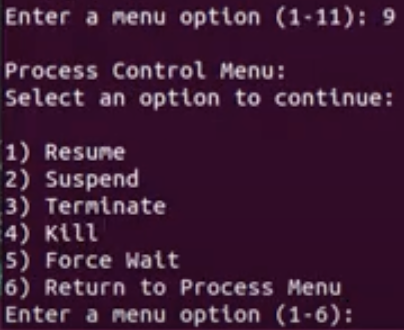 Enter a menu option (1-11): 9
Process Control Menu:
Select an option to continue:
1) Resume
2) Suspend
3) Terminate
4) Kill
5) Force Wait
6) Return to Process Menu
Enter a menu option (1-6):